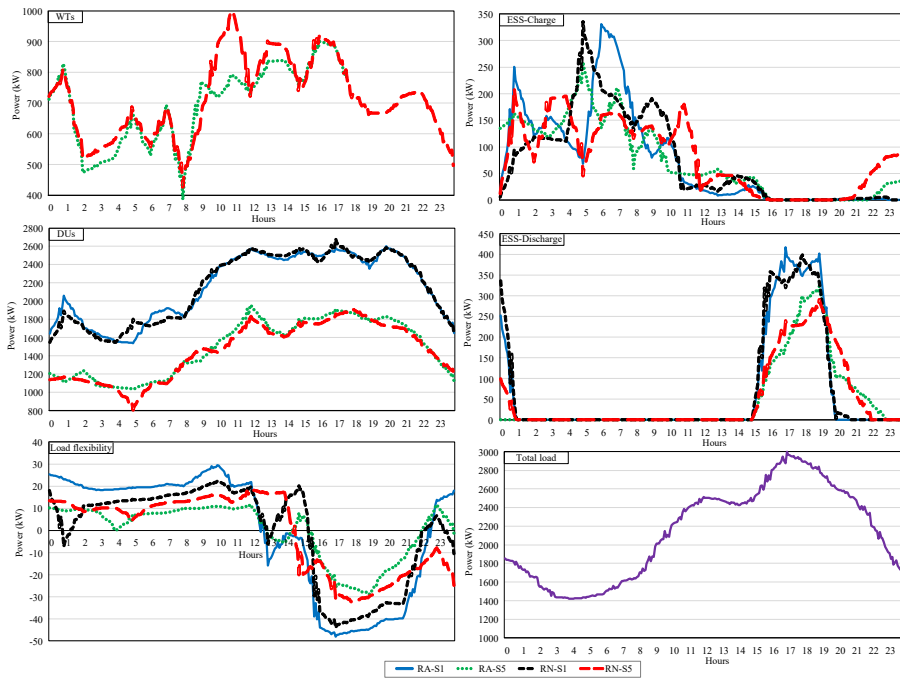 WTs
Power (kW)
1000
900
800
700
600
500
400
0 1 2 3 4 5 6 7 8 9 10 11 12 13 14 15 16 17 18 19 20 21 22 23
Hours
ESS-Charge
Power (kW)
350
300
250
200
150
100
50
0
0 1 2 3 4 5 6 7 8 9 10 11 12 13 14 15 16 17 18 19 20 21 22 23
Hours
DUs
Power (kW)
2800
2600
2400
2200
2000
1800
1600
1400
1200
1000
800
0 1 2 3 4 5 6 7 8 9 10 11 12 13 14 15 16 17 18 19 20 21 22 23
Hours
ESS-Discharge
Power (kW)
450
400
350
300
250
200
150
100
50
0
0 1 2 3 4 5 6 7 8 9 10 11 12 13 14 15 16 17 18 19 20 21 22 23
Hours
Load flexibility
Power (kW)
40
30
20
10
0
-10
-20
-30
-40
-50
0 1 2 3 4 5 6 7 8 9 10 11 12 13 14 15 16 17 18 19 20 21 22 23
Hours
Total load
Power (kW)
3000
2800
2600
2400
2200
2000
1800
1600
1400
1200
1000
0 1 2 3 4 5 6 7 8 9 10 11 12 13 14 15 16 17 18 19 20 21 22 23
Hours
RA-S1 RA-S5 RN-S1 RN-S5